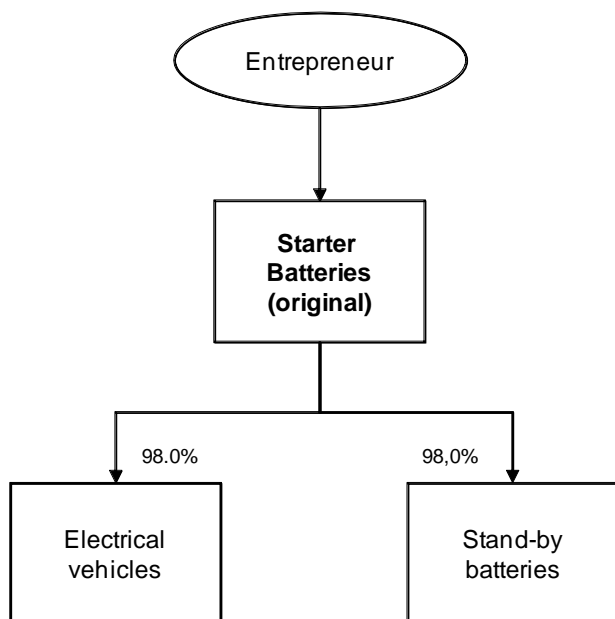 Entrepreneur
Starter
Batteries
(original)
98.0%
98,0%
Electrical
vehicles
Stand-by
batteries